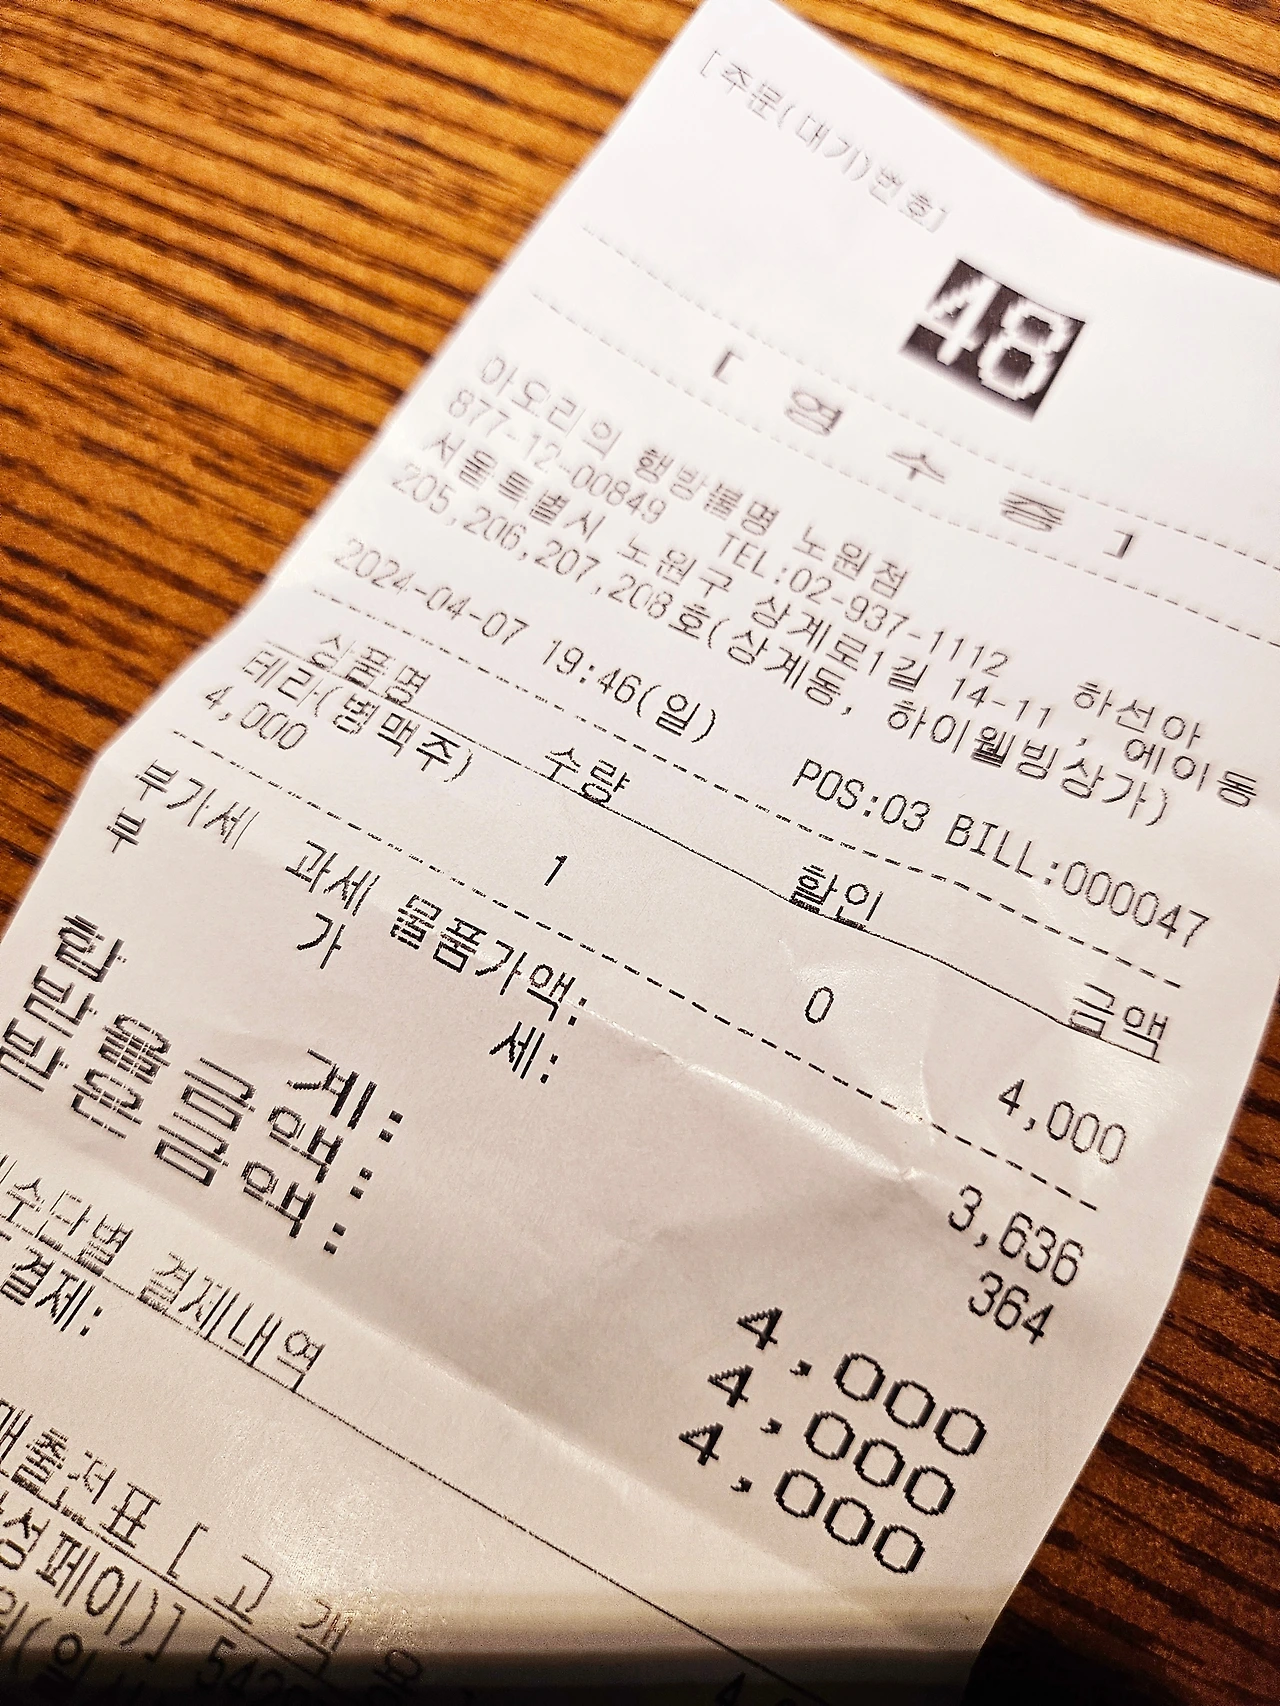 [주문(대기)번호]
48
[ 영 수 증 ]
아오리의 행방불명 노원점
877-12-00849 TEL:02-937-1112 하선아
서울특별시 노원구 상계로1길 14-11 , 에이동
205,206,207,208호(상계동, 하이웰빙상가)
2024-04-07 19:46(일) POS:03 BILL:000047
상품명 수량 할인 금액
테라(병맥주)
4,000 1 0 4,000
부가세 과세 물품가액: 3,636
부 가 세: 364
합 계: 4,000
받을금액: 4,000
받은금액: 4,000
수단별 결제내역
결제:
매출전표 [ 고 객 용
성페이)]